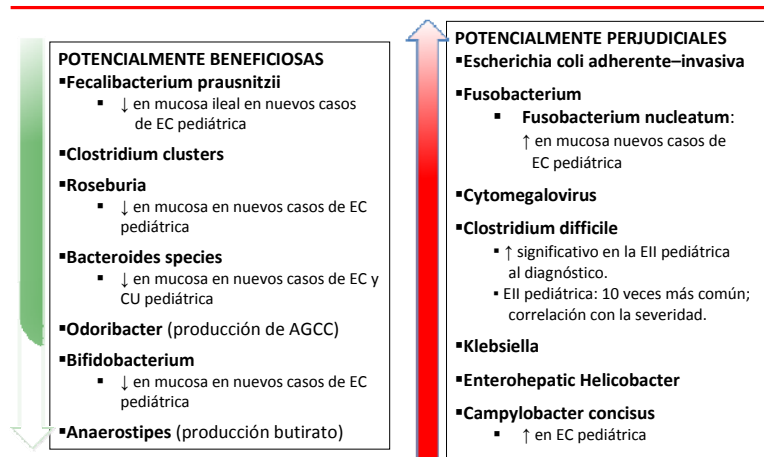 POTENCIALMENTE BENEFICIOSAS
▪Fecalibacterium prausnitzii
▪ ↓ en mucosa ileal en nuevos casos
de EC pediátrica
▪Clostridium clusters
▪Roseburia
▪ ↓ en mucosa en nuevos casos de EC
pediátrica
▪Bacteroides species
▪ ↓ en mucosa en nuevos casos de EC y
CU pediátrica
▪Odoribacter (producción de AGCC)
▪Bifidobacterium
▪ ↓ en mucosa en nuevos casos de EC
pediátrica
▪Anaerostipes (producción butirato)
POTENCIALMENTE PERJUDICIALES
▪Escherichia coli adherente–invasiva
▪Fusobacterium
▪ Fusobacterium nucleatum:
↑ en mucosa nuevos casos de
EC pediátrica
▪Cytomegalovirus
▪Clostridium difficile
▪ ↑ significativo en la EII pediátrica
al diagnóstico.
▪ EII pediátrica: 10 veces más común;
correlación con la severidad.
▪Klebsiella
▪Enterohepatic Helicobacter
▪Campylobacter concisus
▪ ↑ en EC pediátrica